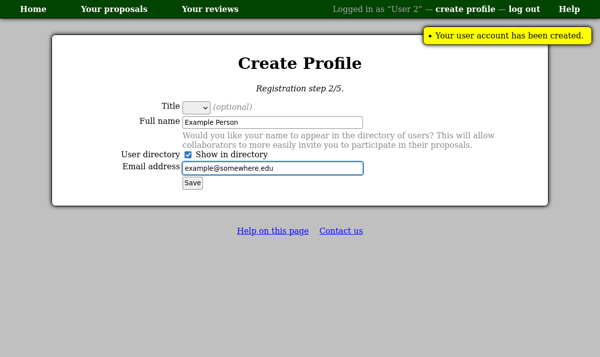 Home Your proposals Your reviews Logged in as “User 2” — create profile — log out Help
• Your user account has been created.
Create Profile
Registration step 2/5.
Title (optional)
Full name Example Person
Would you like your name to appear in the directory of users? This will allow
collaborators to more easily invite you to participate in their proposals.
User directory Show in directory
Email address example@somewhere.edu
Save
Help on this page Contact us